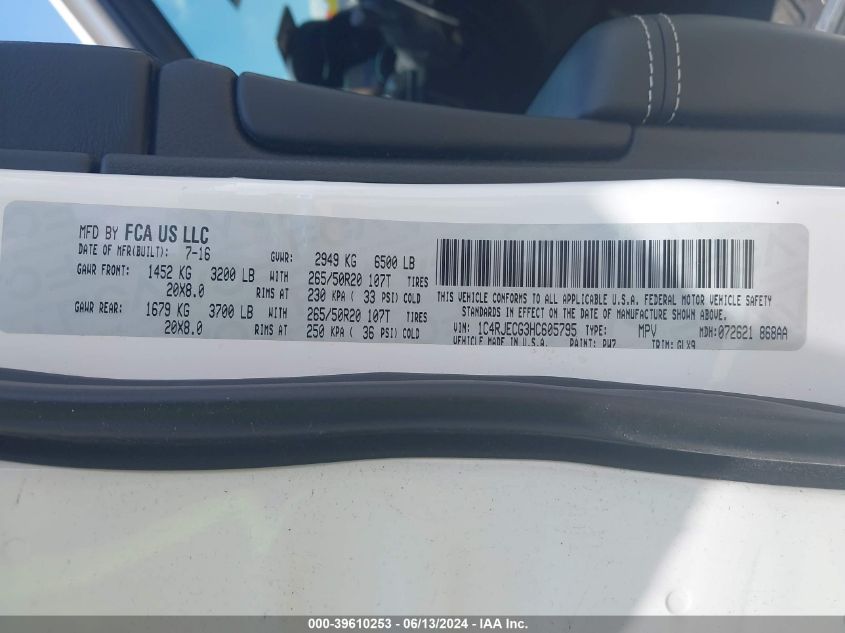 MFD BY FCA US LLC
DATE OF MFR(BUILT): 7-16 GVWR: 2949 KG 6500 LB
GAWR FRONT: 1452 KG 3200 LB WITH 265/50R20 107T TIRES
20X8.0 RIMS AT 230 KPA ( 33 PSI) COLD
GAWR REAR: 1679 KG 3700 LB WITH 265/50R20 107T TIRES
20X8.0 RIMS AT 250 KPA ( 36 PSI) COLD
THIS VEHICLE CONFORMS TO ALL APPLICABLE U.S.A. FEDERAL MOTOR VEHICLE SAFETY
STANDARDS IN EFFECT ON THE DATE OF MANUFACTURE SHOWN ABOVE.
VIN: 1C4RJECG3HC605795 TYPE: MPV MDH:072621 868AA
VEHICLE MADE IN U.S.A. PAINT: PW7 TRIM: GLX9
000-39610253 - 06/13/2024 - IAA Inc.